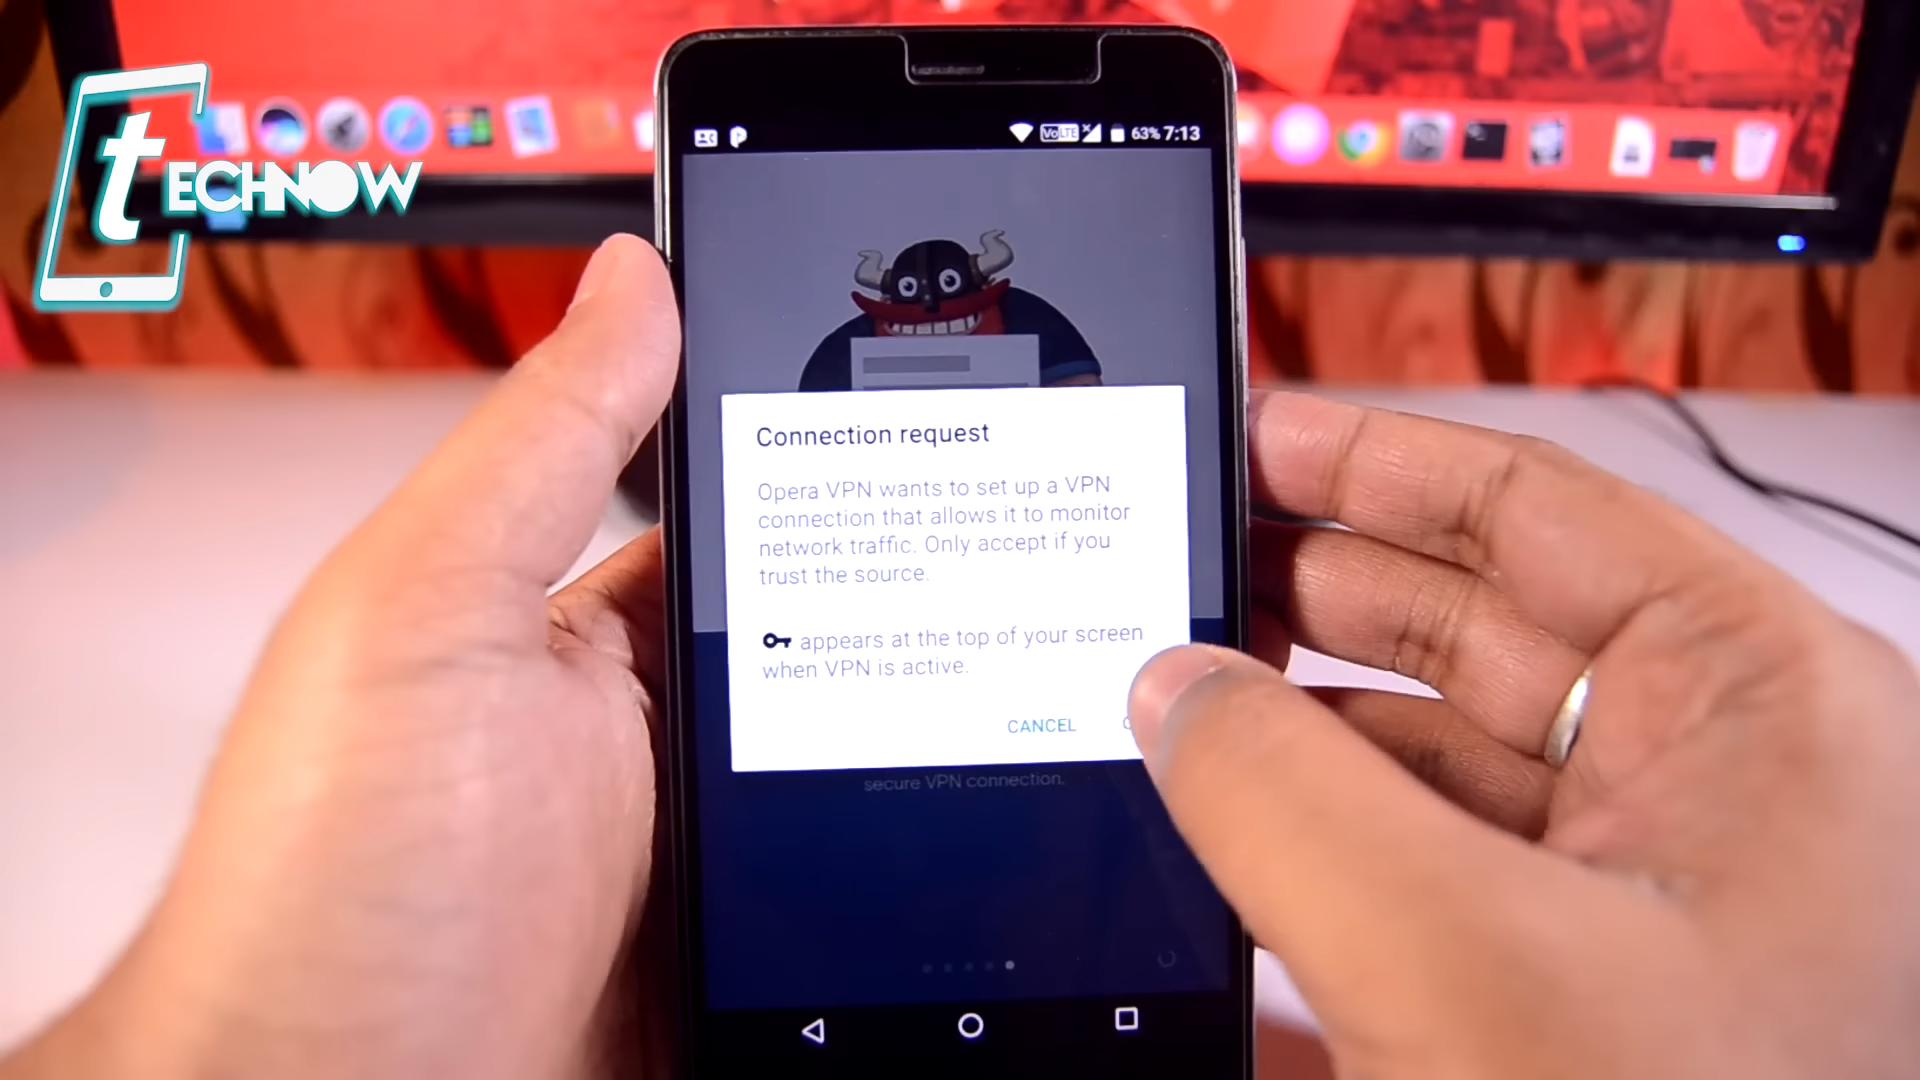 tECHNOW
VoLTE 63% 7:13
Connection request
Opera VPN wants to set up a VPN
connection that allows it to monitor
network traffic. Only accept if you
trust the source.
appears at the top of your screen
when VPN is active.
CANCEL
secure VPN connection.